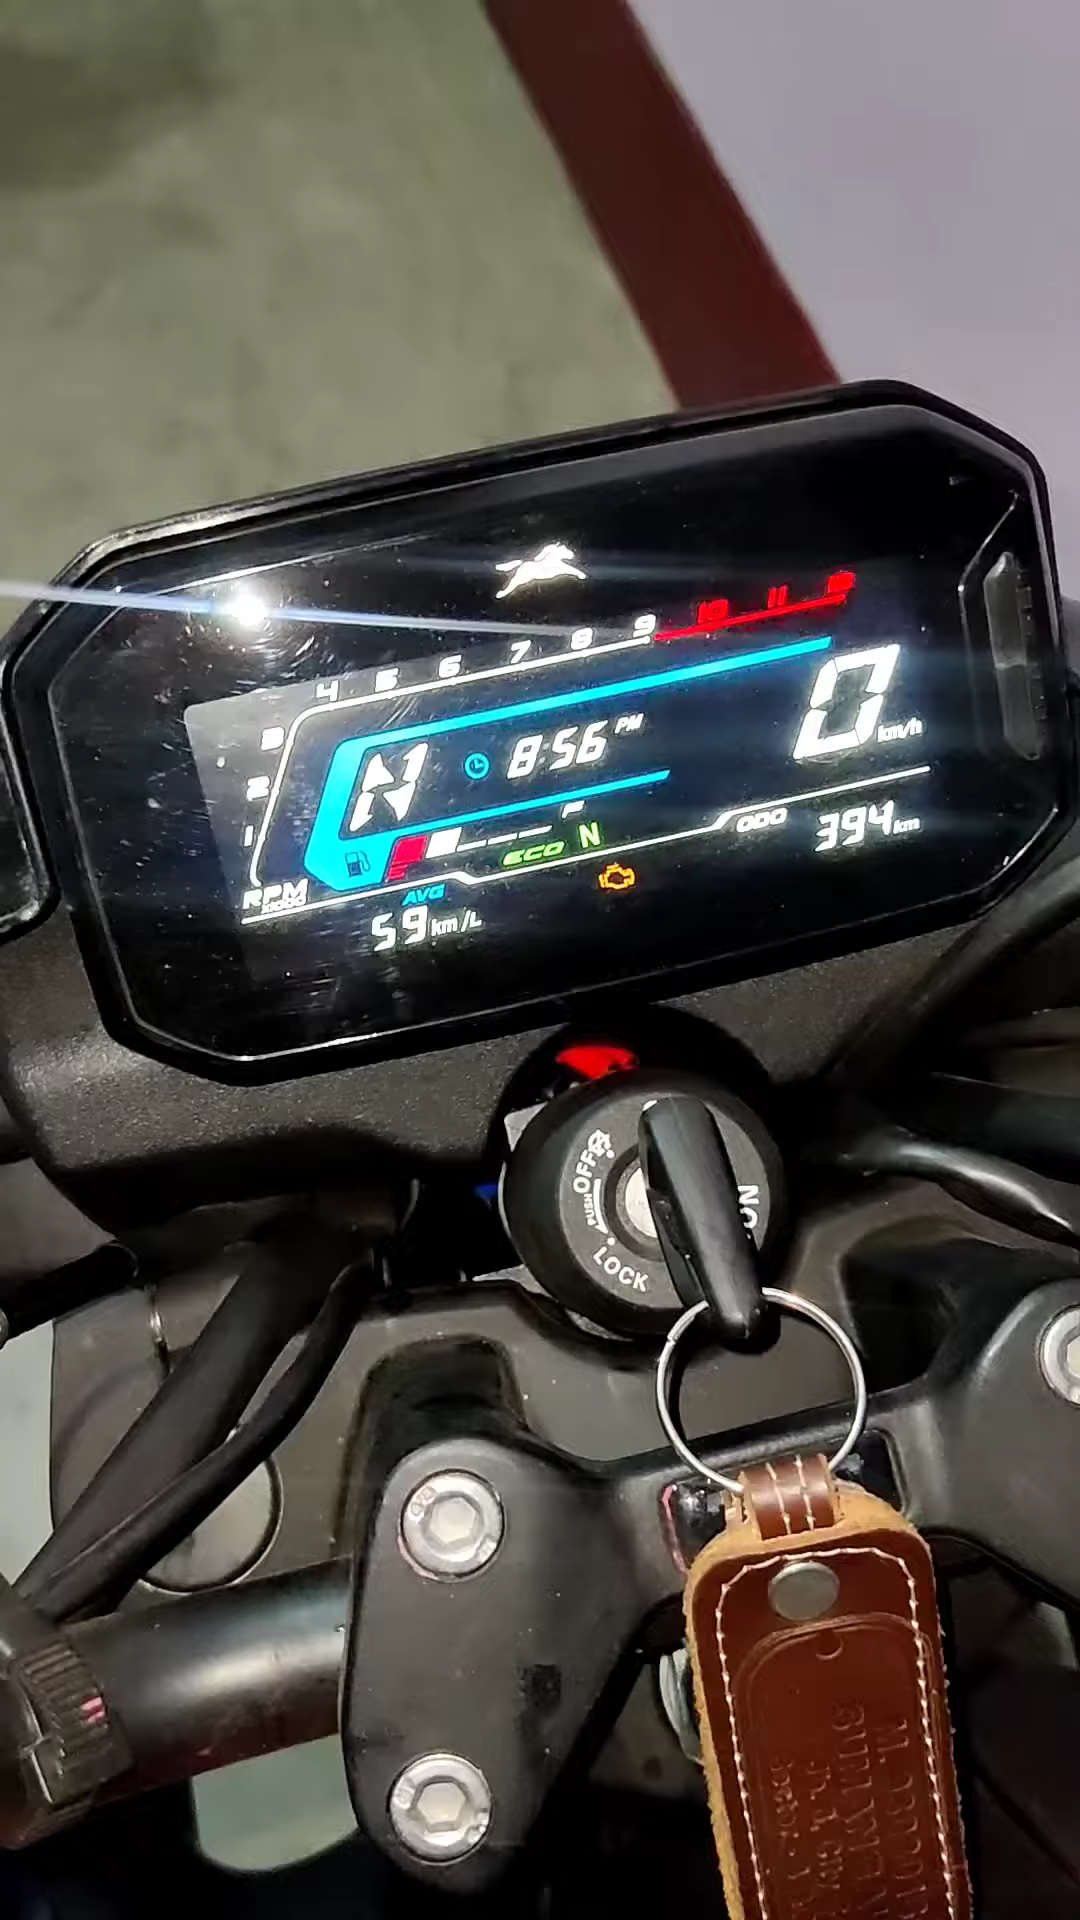 4 5 6 7 8 9 10 11 12
3
2
1
8:56 PM
0 km/h
F
E
ECO N
ODO 394 km
RPM
x1000
AVG
59 km/L
OFF
PUSH
ON
LOCK